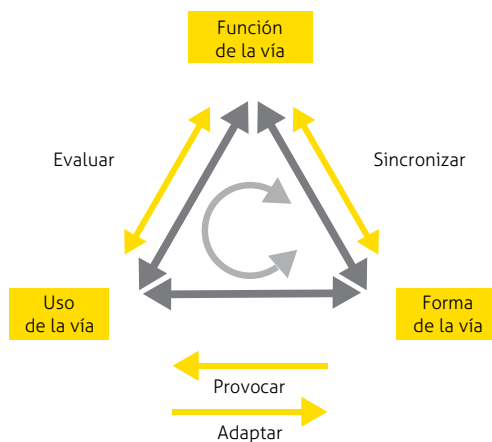 Función
de la vía
Evaluar
Sincronizar
Uso
de la vía
Forma
de la vía
Provocar
Adaptar